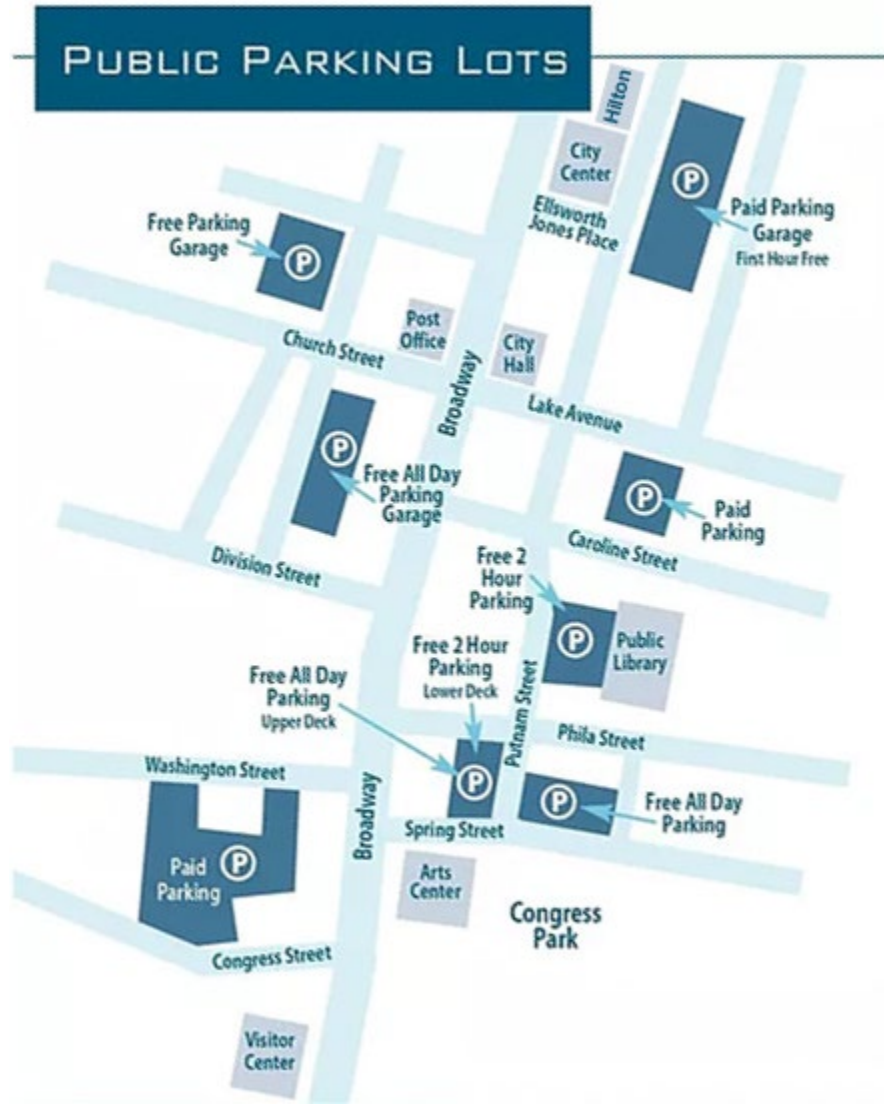 PUBLIC PARKING LOTS
Hilton
City
Center
Ellsworth
Jones Place
Paid Parking
Garage
First Hour Free
Free Parking
Garage
Post
Office
City
Hall
Church Street
Broadway
Lake Avenue
Free All Day
Parking
Garage
Paid
Parking
Caroline Street
Division Street
Free 2
Hour
Parking
Public
Library
Free 2 Hour
Parking
Lower Deck
Free All Day
Parking
Upper Deck
Putnam Street
Phila Street
Washington Street
Broadway
Free All Day
Parking
Spring Street
Paid
Parking
Arts
Center
Congress
Park
Congress Street
Visitor
Center
P
P
P
P
P
P
P
P